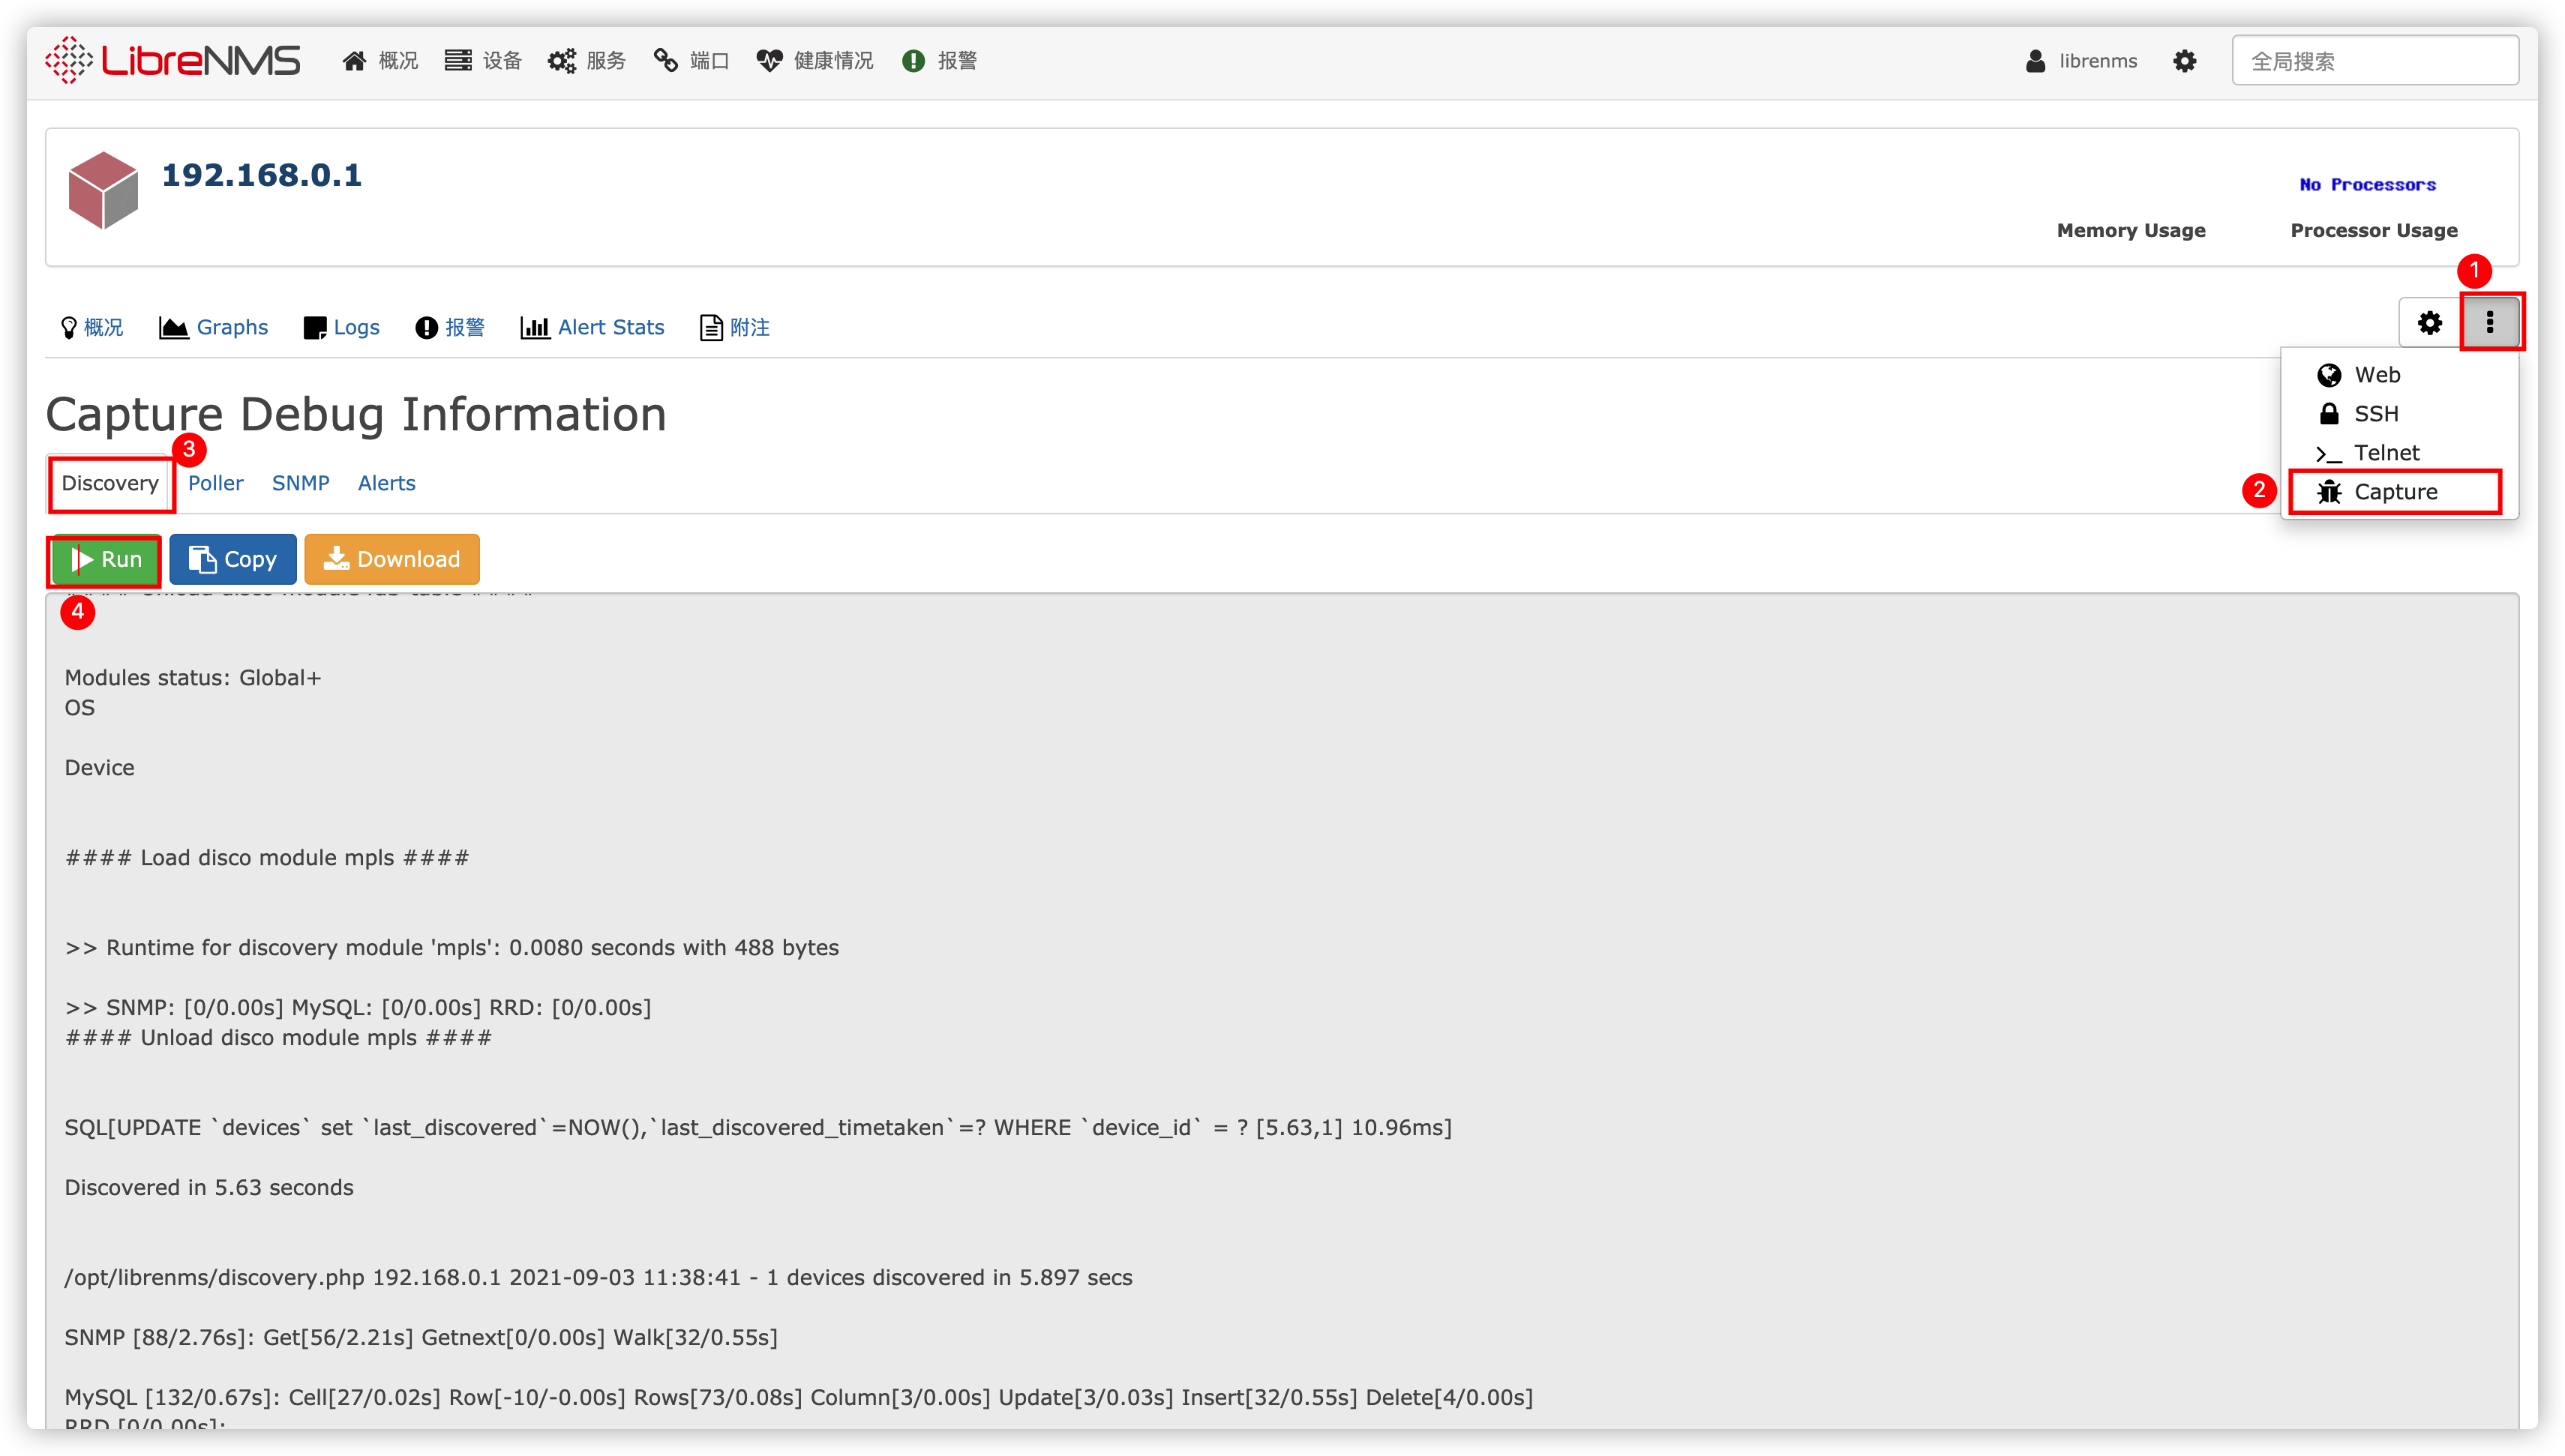 LibreNMS 概况 设备 服务 端口 健康情况 报警 librenms 全局搜索
192.168.0.1
No Processors
Memory Usage Processor Usage
1
概况 Graphs Logs 报警 Alert Stats 附注
Web
SSH
Telnet
2 Capture
Capture Debug Information
3
Discovery Poller SNMP Alerts
Run Copy Download
4
#### Unload disco module fdb-table ####
Modules status: Global+
OS
Device
#### Load disco module mpls ####
>> Runtime for discovery module 'mpls': 0.0080 seconds with 488 bytes
>> SNMP: [0/0.00s] MySQL: [0/0.00s] RRD: [0/0.00s]
#### Unload disco module mpls ####
SQL[UPDATE `devices` set `last_discovered`=NOW(),`last_discovered_timetaken`=? WHERE `device_id` = ? [5.63,1] 10.96ms]
Discovered in 5.63 seconds
/opt/librenms/discovery.php 192.168.0.1 2021-09-03 11:38:41 - 1 devices discovered in 5.897 secs
SNMP [88/2.76s]: Get[56/2.21s] Getnext[0/0.00s] Walk[32/0.55s]
MySQL [132/0.67s]: Cell[27/0.02s] Row[-10/-0.00s] Rows[73/0.08s] Column[3/0.00s] Update[3/0.03s] Insert[32/0.55s] Delete[4/0.00s]
RRD [0/0.00s]: